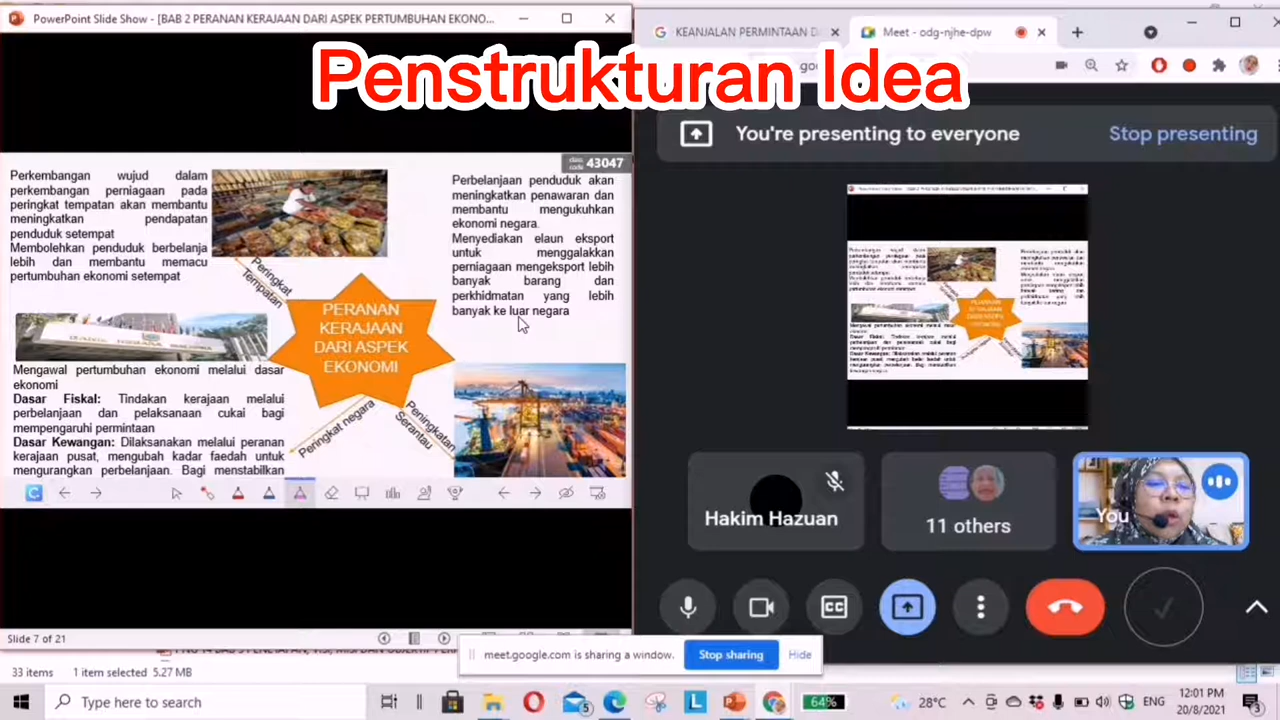 PowerPoint Slide Show - [BAB 2 PERANAN KERAJAAN DARI ASPEK PERTUMBUHAN EKONO...
KEANJALAN PERMINTAAN D
Meet - odg-njhe-dpw
Penstrukturan Idea
You're presenting to everyone
Stop presenting
class code 43047
Perkembangan wujud dalam
perkembangan perniagaan pada
peringkat tempatan akan membantu
meningkatkan pendapatan
penduduk setempat
Membolehkan penduduk berbelanja
lebih dan membantu memacu
pertumbuhan ekonomi setempat
Perbelanjaan penduduk akan
meningkatkan penawaran dan
membantu mengukuhkan
ekonomi negara.
Menyediakan elaun eksport
untuk menggalakkan
perniagaan mengeksport lebih
banyak barang dan
perkhidmatan yang lebih
banyak ke luar negara
Peringkat
Tempatan
PERANAN
KERAJAAN
DARI ASPEK
EKONOMI
Mengawal pertumbuhan ekonomi melalui dasar
ekonomi
Dasar Fiskal: Tindakan kerajaan melalui
perbelanjaan dan pelaksanaan cukai bagi
mempengaruhi permintaan
Dasar Kewangan: Dilaksanakan melalui peranan
kerajaan pusat, mengubah kadar faedah untuk
mengurangkan perbelanjaan. Bagi menstabilkan
Peringkat negara
Peningkatan
Serantau
Hakim Hazuan
11 others
You
Slide 7 of 21
meet.google.com is sharing a window.
Stop sharing
Hide
33 items
1 item selected 5.27 MB
Type here to search
5
64%
28°C
12:01 PM
20/8/2021
3